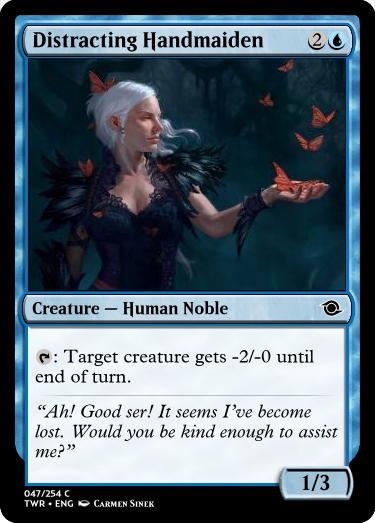 Distracting Handmaiden 2
Creature — Human Noble
: Target creature gets -2/-0 until
end of turn.
“Ah! Good ser! It seems I’ve become
lost. Would you be kind enough to assist
me?”
1/3
047/254 C
TWR • ENG Carmen Sinek